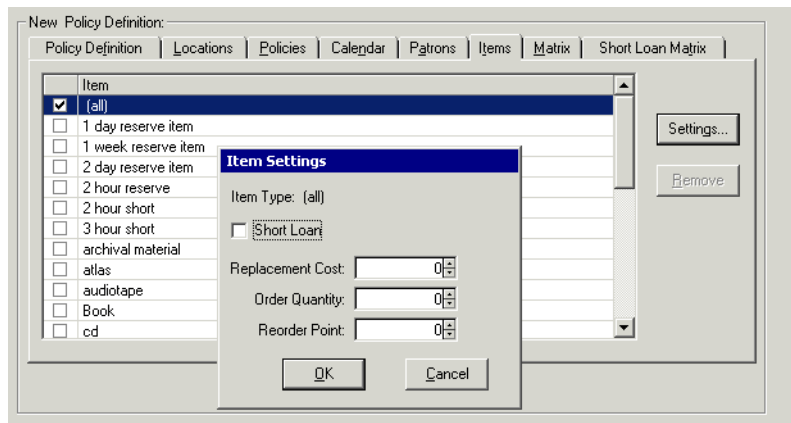 New Policy Definition:
Policy Definition Locations Policies Calendar Patrons Items Matrix Short Loan Matrix
Item
(all)
1 day reserve item
1 week reserve item
2 day reserve item
2 hour reserve
2 hour short
3 hour short
archival material
atlas
audiotape
Book
cd
Settings...
Remove
Item Settings
Item Type: (all)
Short Loan
Replacement Cost: 0
Order Quantity: 0
Reorder Point: 0
OK Cancel